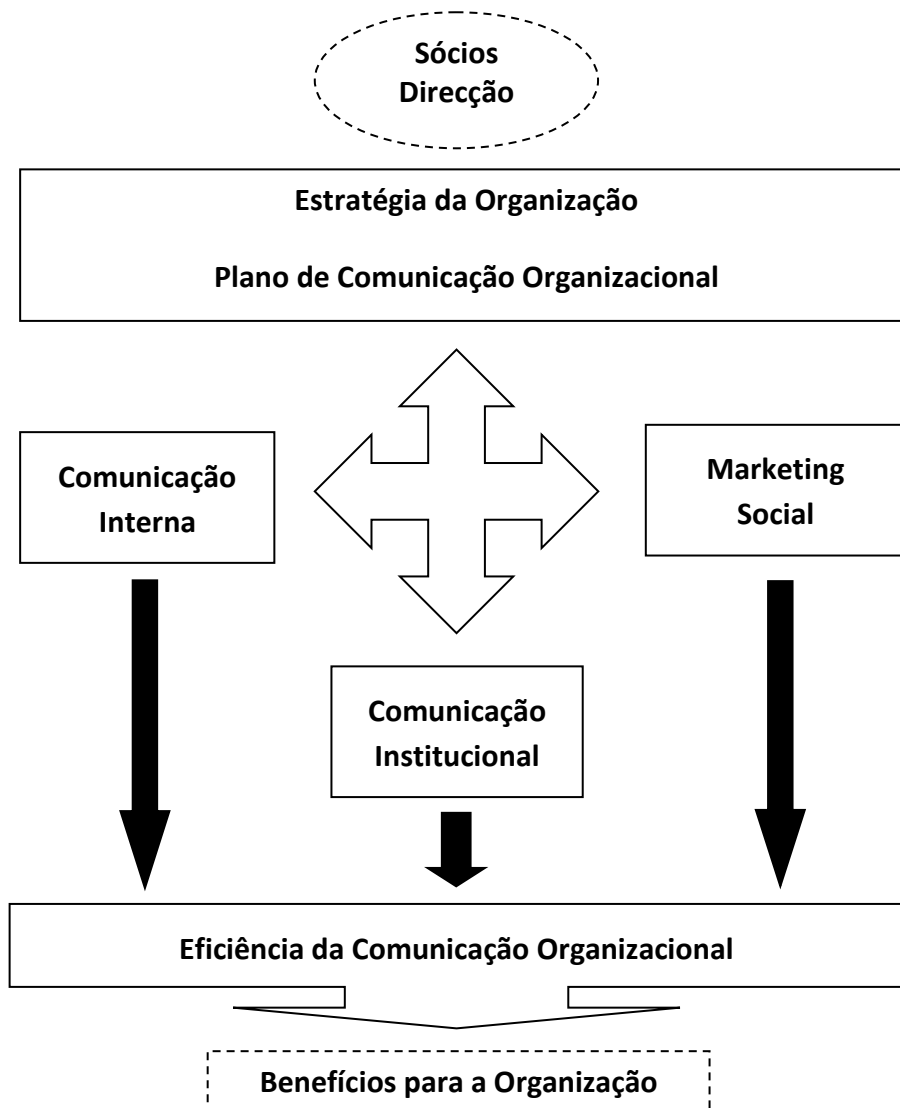 Sócios
Direcção
Estratégia da Organização
Plano de Comunicação Organizacional
Comunicação
Interna
Marketing
Social
Comunicação
Institucional
Eficiência da Comunicação Organizacional
Benefícios para a Organização